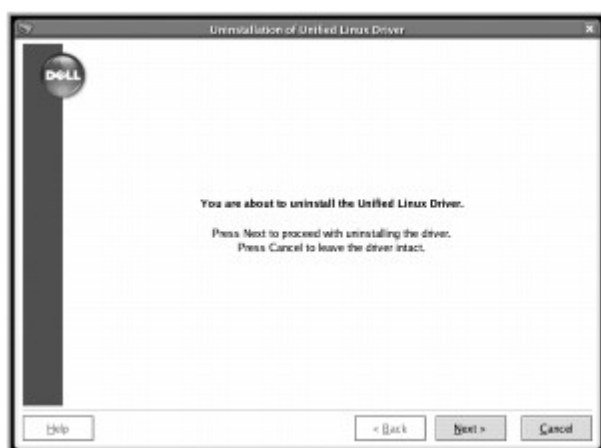 Uninstallation of Unified Linux Driver
DELL
You are about to uninstall the Unified Linux Driver.
Press Next to proceed with uninstalling the driver.
Press Cancel to leave the driver intact.
Help
< Back
Next >
Cancel